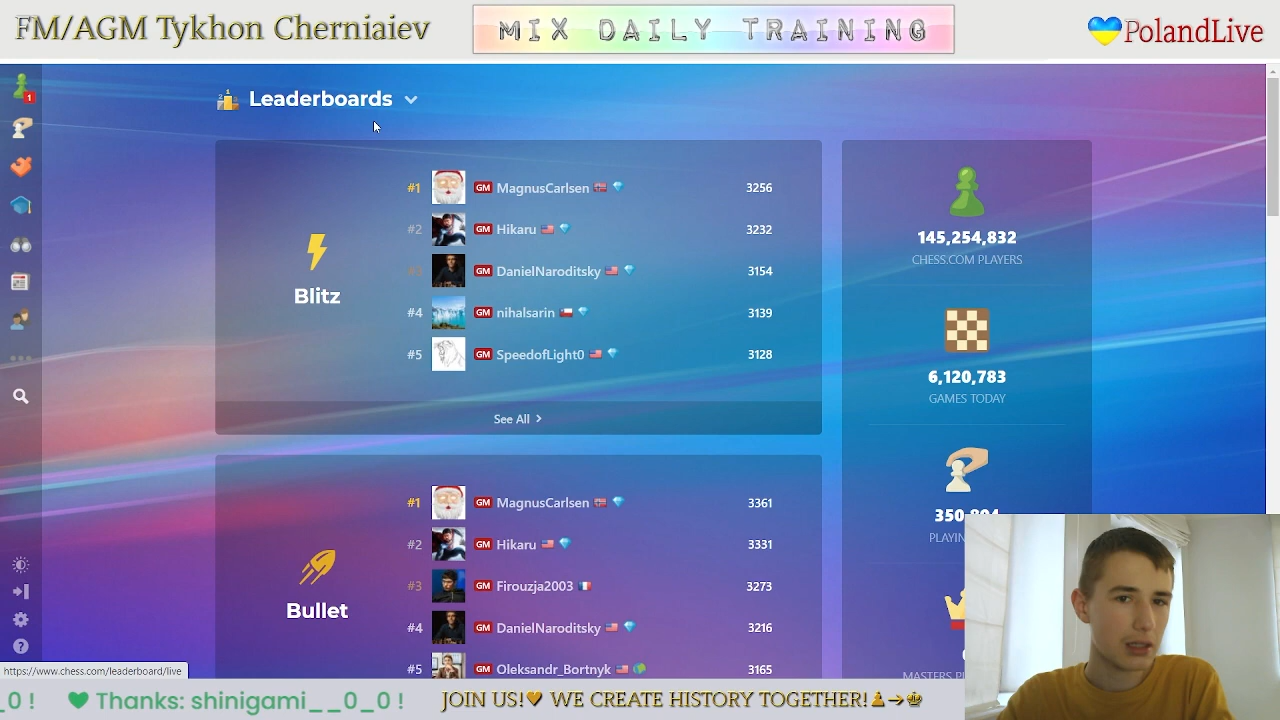 FM/AGM Tykhon Cherniaiev
MIX DAILY TRAINING
PolandLive
1
Leaderboards
Blitz
#1 GM MagnusCarlsen 3256
#2 GM Hikaru 3232
#3 GM DanielNaroditsky 3154
#4 GM nihalsarin 3139
#5 GM SpeedofLight0 3128
See All >
Bullet
#1 GM MagnusCarlsen 3361
#2 GM Hikaru 3331
#3 GM Firouzja2003 3273
#4 GM DanielNaroditsky 3216
#5 GM Oleksandr_Bortnyk 3165
145,254,832
CHESS.COM PLAYERS
6,120,783
GAMES TODAY
https://www.chess.com/leaderboard/live
_0 ! Thanks: shinigami__0_0 !
JOIN US! WE CREATE HISTORY TOGETHER!